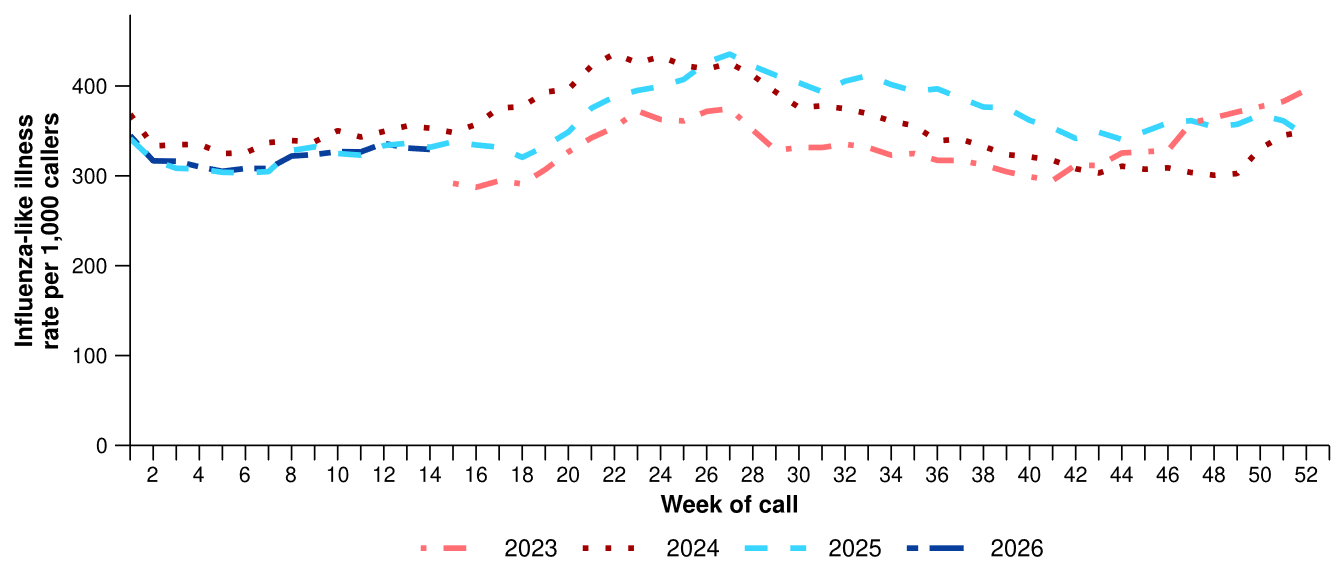 Influenza-like illness
rate per 1,000 callers
400
300
200
100
0
2 4 6 8 10 12 14 16 18 20 22 24 26 28 30 32 34 36 38 40 42 44 46 48 50 52
Week of call
2023 2024 2025 2026